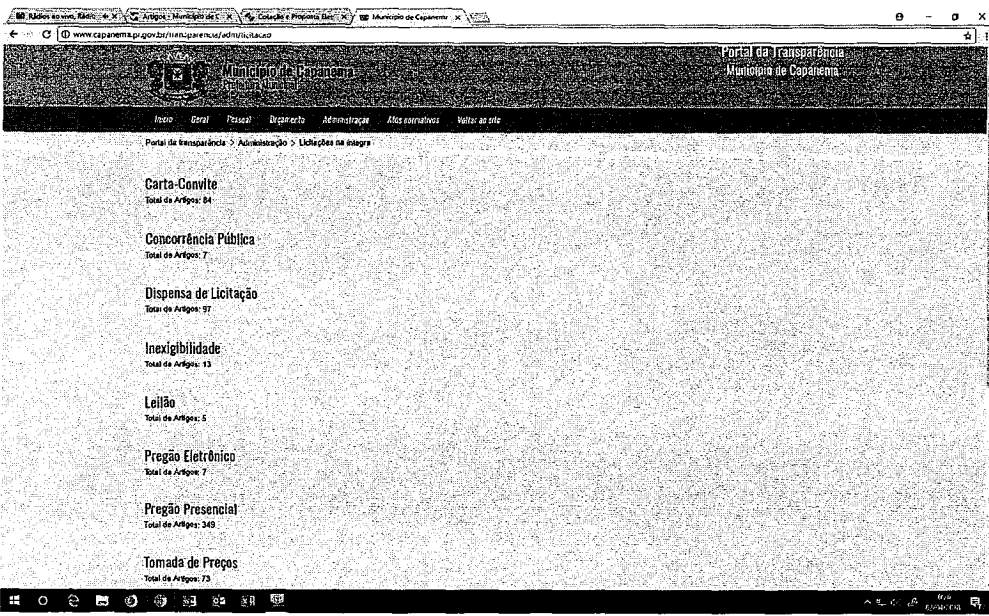 Rádios ao vivo, Rádio
Artigos - Município de C
Cotação e Proposta Elet
Município de Capanema
www.capanema.pr.gov.br/transparencia/adm/licitacao
Portal da Transparência
Município de Capanema
Município de Capanema
Prefeitura Municipal
Início Geral Pessoal Orçamento Administração Atos normativos Voltar ao site
Portal da transparência > Administração > Licitações na íntegra
Carta-Convite
Total de Artigos: 84
Concorrência Pública
Total de Artigos: 7
Dispensa de Licitação
Total de Artigos: 97
Inexigibilidade
Total de Artigos: 13
Leilão
Total de Artigos: 5
Pregão Eletrônico
Total de Artigos: 7
Pregão Presencial
Total de Artigos: 349
Tomada de Preços
Total de Artigos: 73